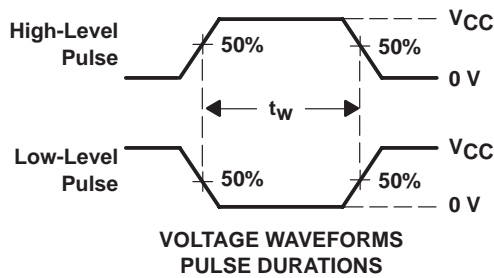 High-Level
Pulse
50%
50%
VCC
0 V
tw
Low-Level
Pulse
50%
50%
VCC
0 V
VOLTAGE WAVEFORMS
PULSE DURATIONS